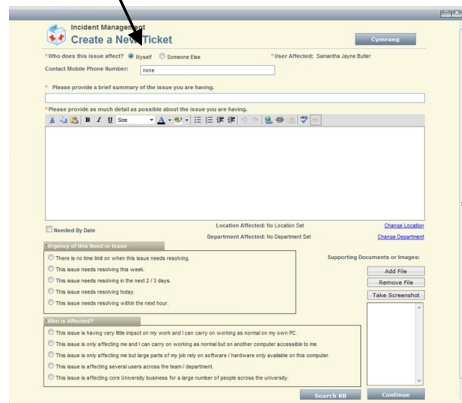 Incident Management
Create a New Ticket
Cymraeg
*Who does this issue affect? Myself Someone Else *User Affected: Samantha Jayne Butler
Contact Mobile Phone Number: none
* Please provide a brief summary of the issue you are having.
*Please provide as much detail as possible about the issue you are having.
B I U Size A
Needed By Date
Location Affected: No Location Set Change Location
Department Affected: No Department Set Change Department
*Urgency of this Need or Issue
There is no time limit on when this issue needs resolving.
This issue needs resolving this week.
This issue needs resolving in the next 2 / 3 days.
This issue needs resolving today.
This issue needs resolving within the next hour.
Supporting Documents or Images:
Add File
Remove File
Take Screenshot
*Who is Affected?
This issue is having very little impact on my work and I can carry on working as normal on my own PC.
This issue is only affecting me and I can carry on working as normal but on another computer accessible to me.
This issue is only affecting me but large parts of my job rely on software / hardware only available on this computer.
This issue is affecting several users across the team / department.
This issue is affecting core University business for a large number of people across the university.
Search KB Continue